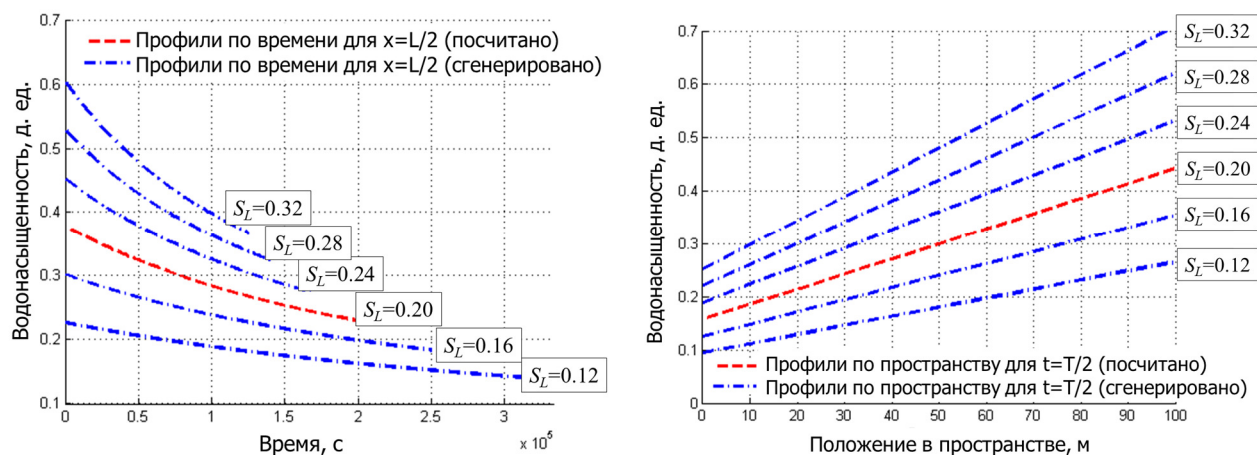 0.7
Профили по времени для x=L/2 (посчитано)
Профили по времени для x=L/2 (сгенерировано)
0.6
0.5
0.4
0.3
0.2
0.1
Водонасыщенность, д. ед.
S_L=0.32
S_L=0.28
S_L=0.24
S_L=0.20
S_L=0.16
S_L=0.12
0 0.5 1 1.5 2 2.5 3
Время, с
× 10⁵
0.7
0.6
0.5
0.4
0.3
0.2
0.1
0
Водонасыщенность, д. ед.
S_L=0.32
S_L=0.28
S_L=0.24
S_L=0.20
S_L=0.16
S_L=0.12
Профили по пространству для t=T/2 (посчитано)
Профили по пространству для t=T/2 (сгенерировано)
0 10 20 30 40 50 60 70 80 90 100
Положение в пространстве, м